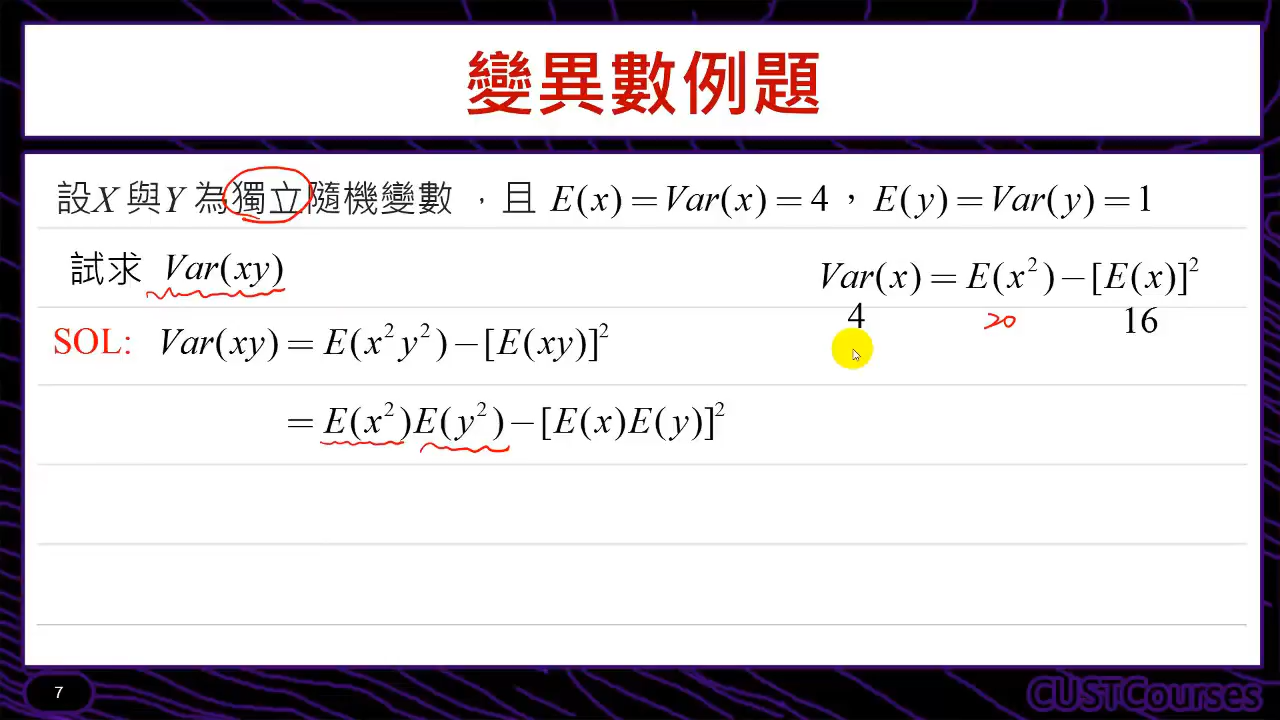 變異數例題
設X與Y為獨立隨機變數，且 E(x)=Var(x)=4，E(y)=Var(y)=1
試求 Var(xy)
Var(x)=E(x²)−[E(x)]²
4 20 16
SOL: Var(xy)=E(x²y²)−[E(xy)]²
=E(x²)E(y²)−[E(x)E(y)]²
7
CUSTCourses